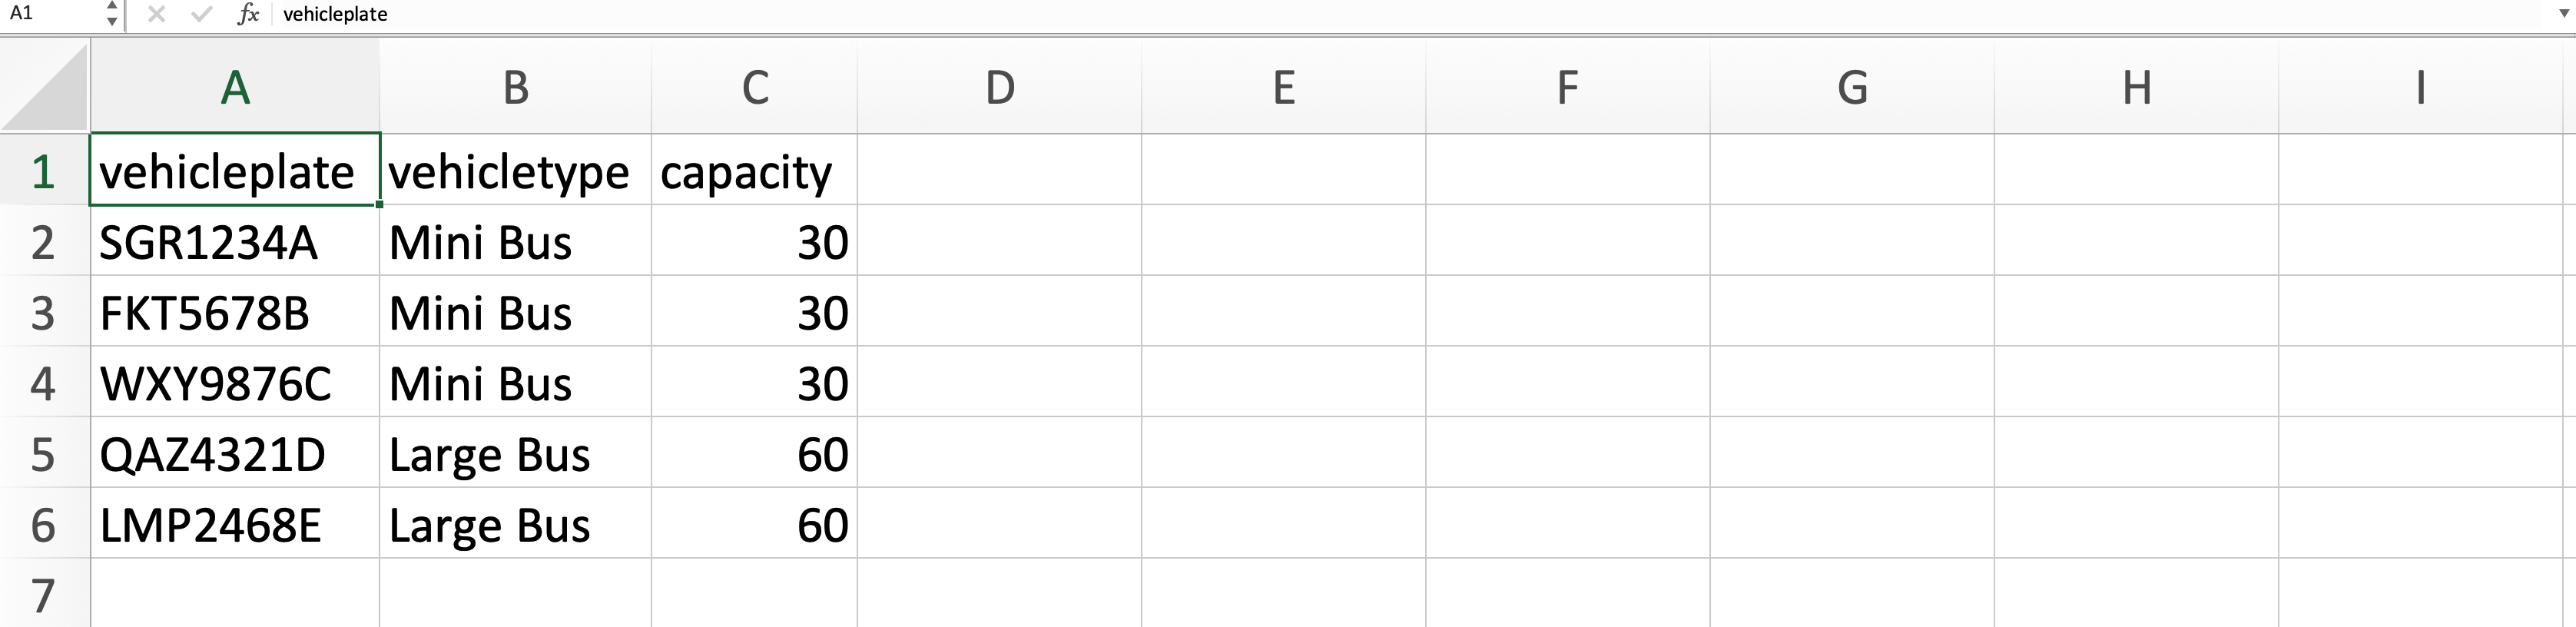 A1 fx vehicleplate
A B C D E F G H I
1 vehicleplate vehicletype capacity
2 SGR1234A Mini Bus 30
3 FKT5678B Mini Bus 30
4 WXY9876C Mini Bus 30
5 QAZ4321D Large Bus 60
6 LMP2468E Large Bus 60
7